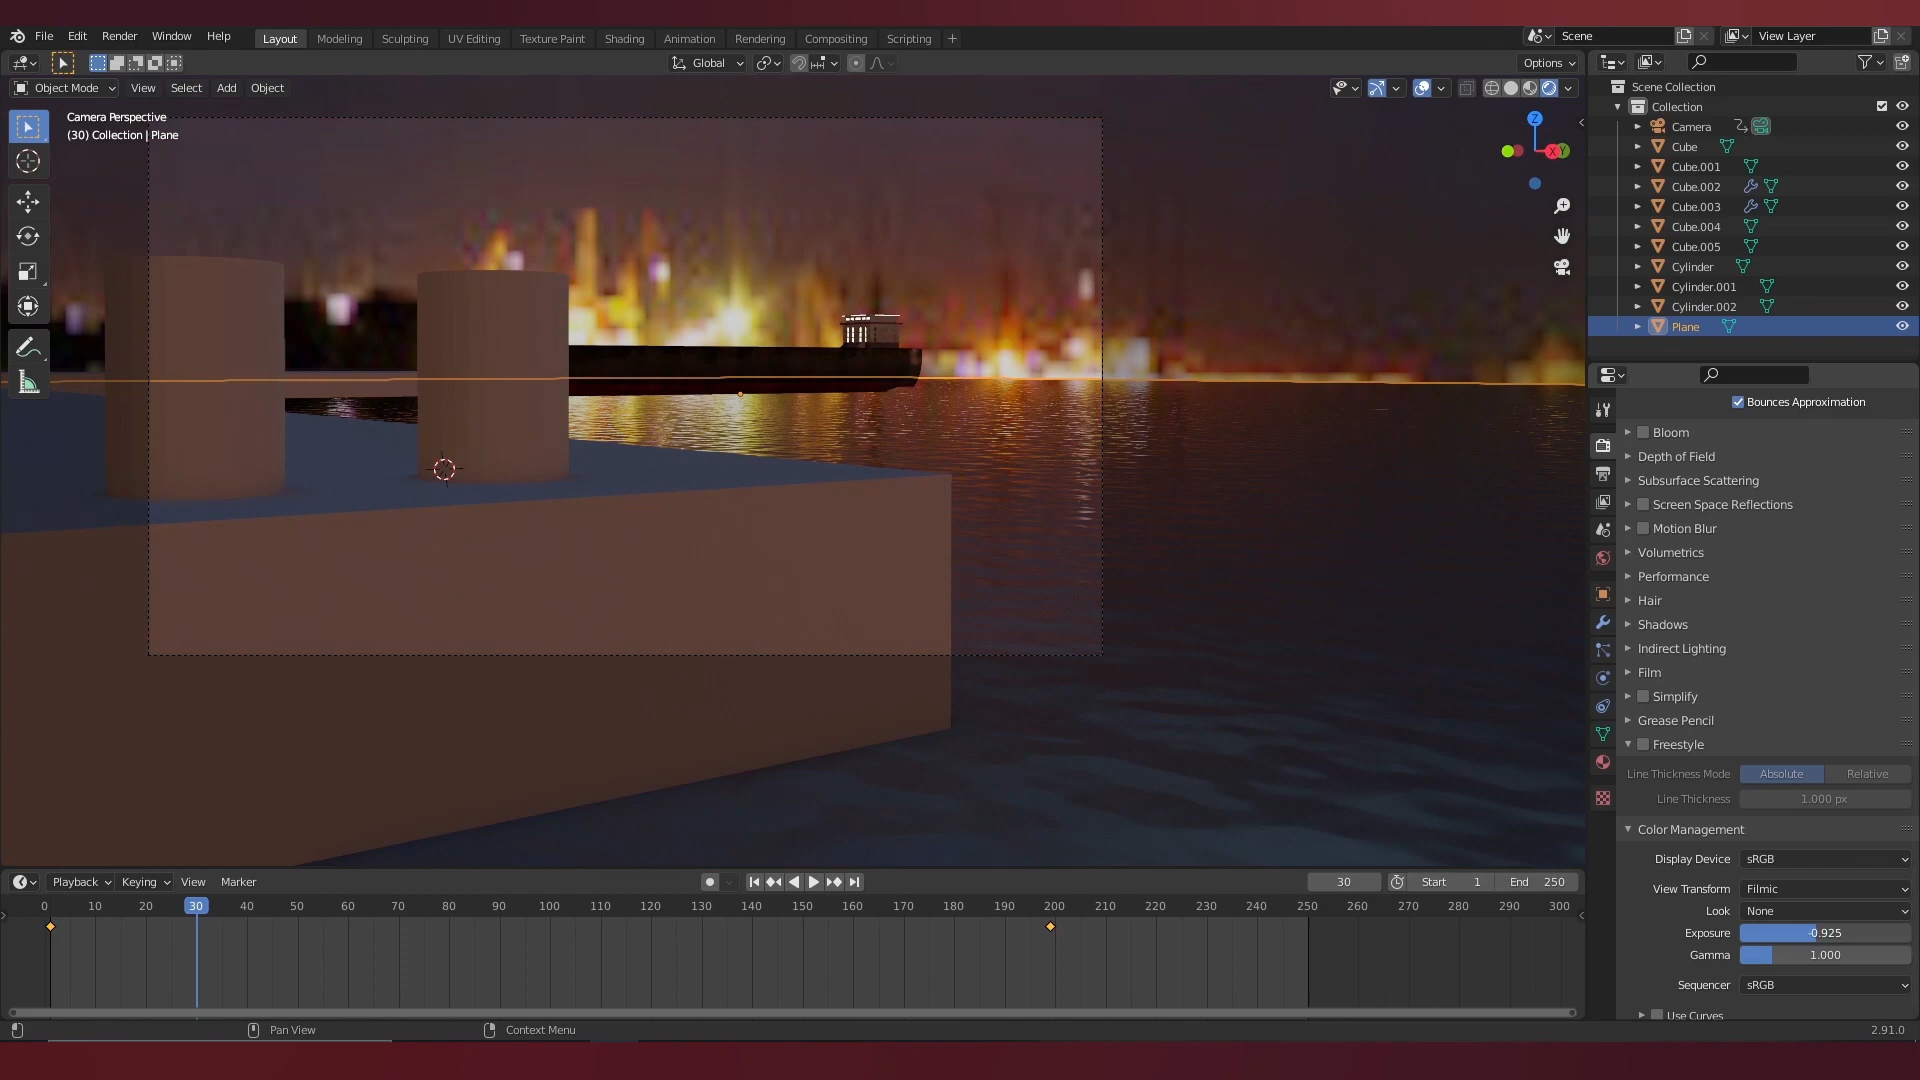 File Edit Render Window Help
Layout Modeling Sculpting UV Editing Texture Paint Shading Animation Rendering Compositing Scripting +
Scene
View Layer
Global
Options
Object Mode View Select Add Object
Camera Perspective
(30) Collection | Plane
Z
X
Y
Scene Collection
Collection
Camera
Cube
Cube.001
Cube.002
Cube.003
Cube.004
Cube.005
Cylinder
Cylinder.001
Cylinder.002
Plane
Bounces Approximation
Bloom
Depth of Field
Subsurface Scattering
Screen Space Reflections
Motion Blur
Volumetrics
Performance
Hair
Shadows
Indirect Lighting
Film
Simplify
Grease Pencil
Freestyle
Line Thickness Mode Absolute Relative
Line Thickness 1.000 px
Color Management
Display Device sRGB
View Transform Filmic
Look None
Exposure -0.925
Gamma 1.000
Sequencer sRGB
Use Curves
Playback Keying View Marker
30 Start 1 End 250
0 10 20 30 40 50 60 70 80 90 100 110 120 130 140 150 160 170 180 190 200 210 220 230 240 250 260 270 280 290 300
Pan View
Context Menu
2.91.0